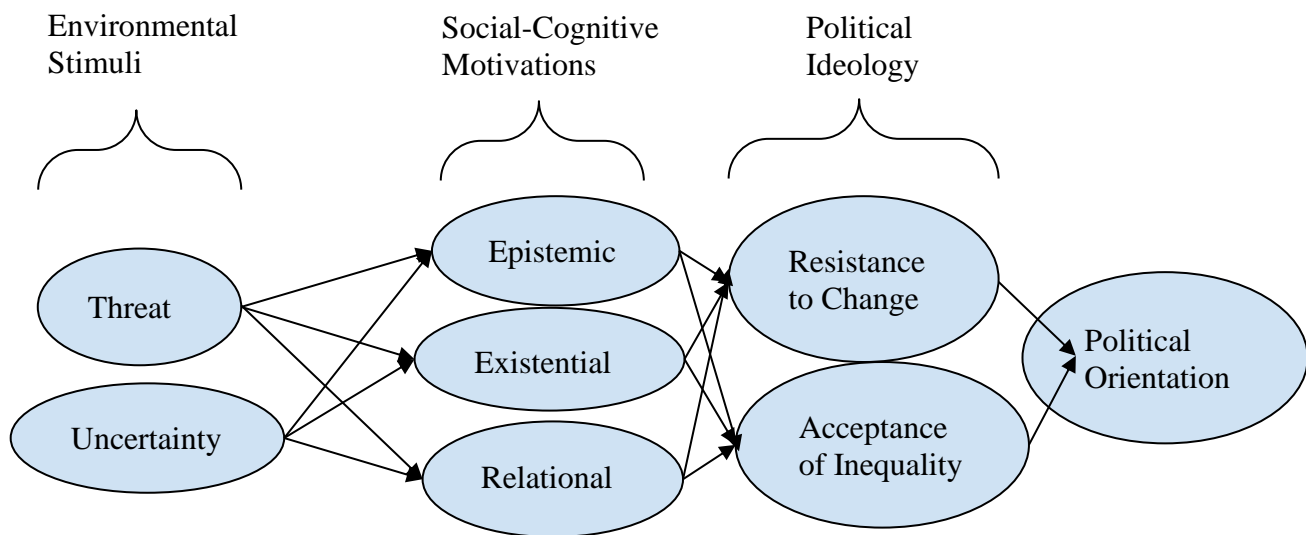 Environmental
Stimuli
Social-Cognitive
Motivations
Political
Ideology
Threat
Uncertainty
Epistemic
Existential
Relational
Resistance
to Change
Acceptance
of Inequality
Political
Orientation